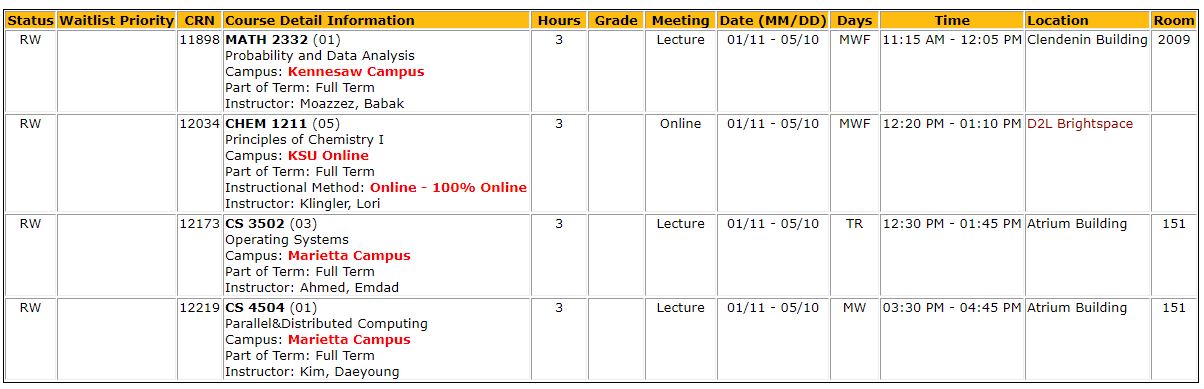 Status Waitlist Priority CRN Course Detail Information Hours Grade Meeting Date (MM/DD) Days Time Location Room
RW 11898 MATH 2332 (01) 3 Lecture 01/11 - 05/10 MWF 11:15 AM - 12:05 PM Clendenin Building 2009
Probability and Data Analysis
Campus: Kennesaw Campus
Part of Term: Full Term
Instructor: Moazzez, Babak
RW 12034 CHEM 1211 (05) 3 Online 01/11 - 05/10 MWF 12:20 PM - 01:10 PM D2L Brightspace
Principles of Chemistry I
Campus: KSU Online
Part of Term: Full Term
Instructional Method: Online - 100% Online
Instructor: Klingler, Lori
RW 12173 CS 3502 (03) 3 Lecture 01/11 - 05/10 TR 12:30 PM - 01:45 PM Atrium Building 151
Operating Systems
Campus: Marietta Campus
Part of Term: Full Term
Instructor: Ahmed, Emdad
RW 12219 CS 4504 (01) 3 Lecture 01/11 - 05/10 MW 03:30 PM - 04:45 PM Atrium Building 151
Parallel&Distributed Computing
Campus: Marietta Campus
Part of Term: Full Term
Instructor: Kim, Daeyoung